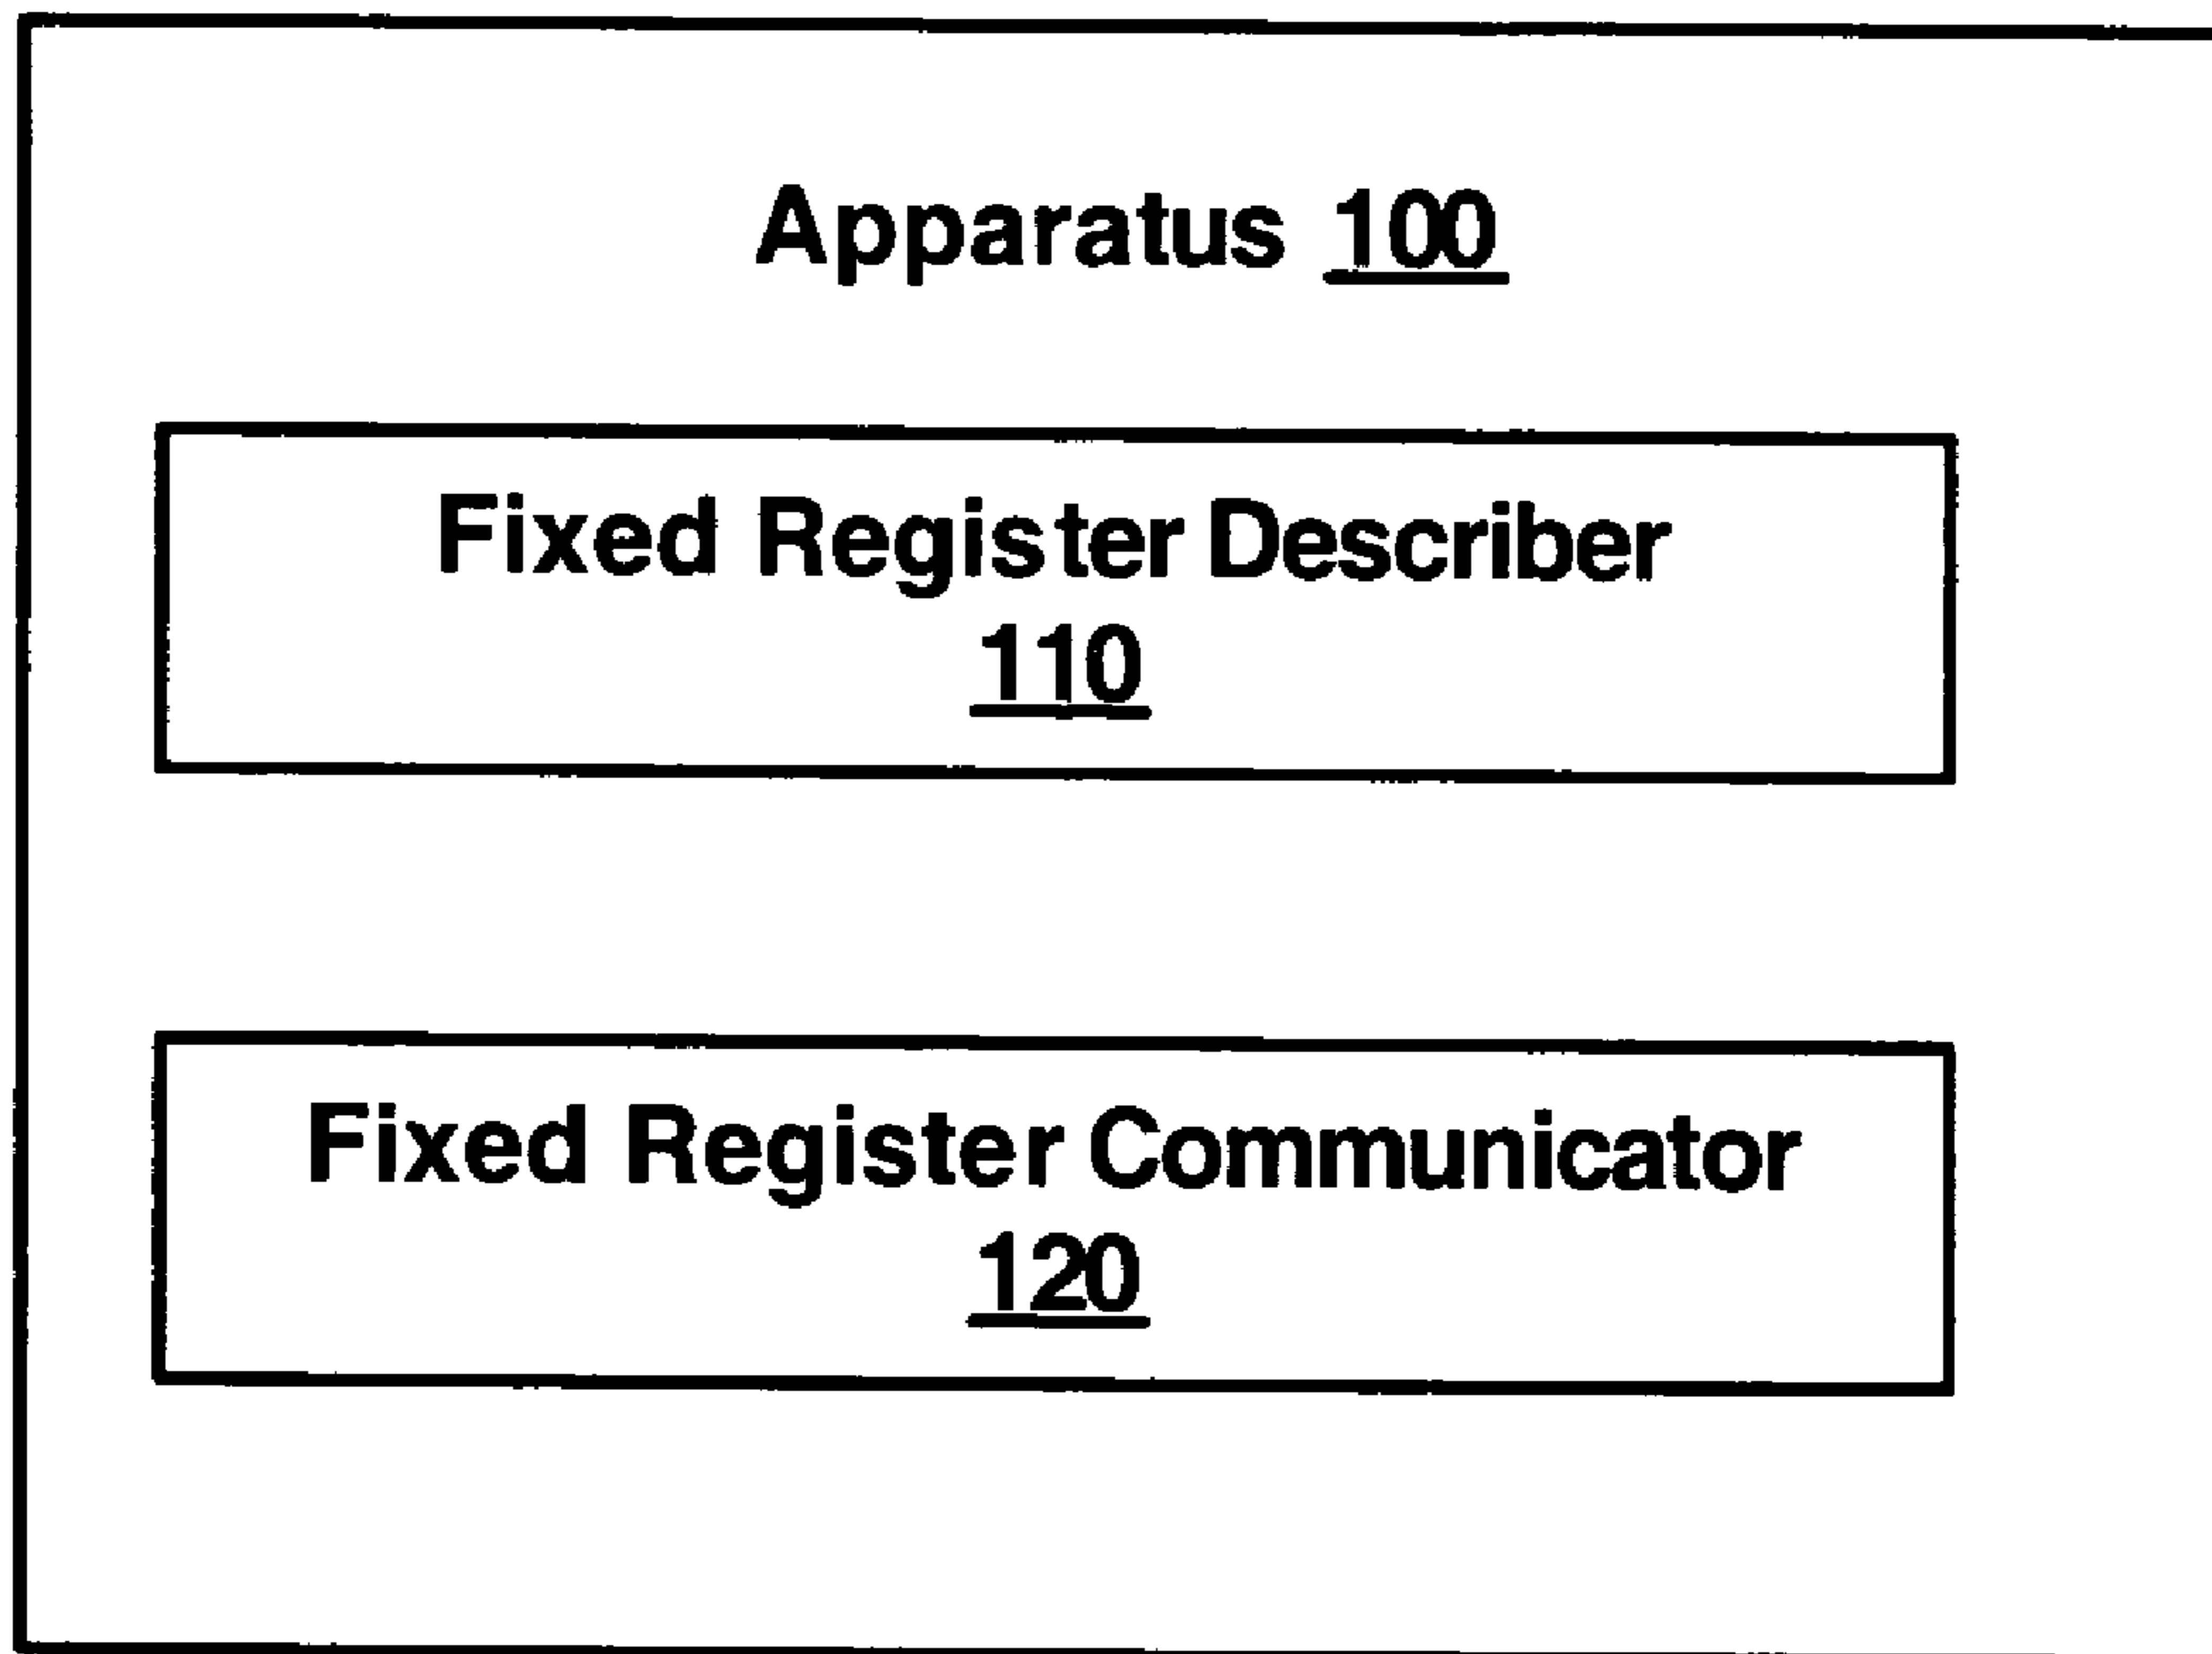 Apparatus 100
Fixed Register Describer
110
Fixed Register Communicator
120